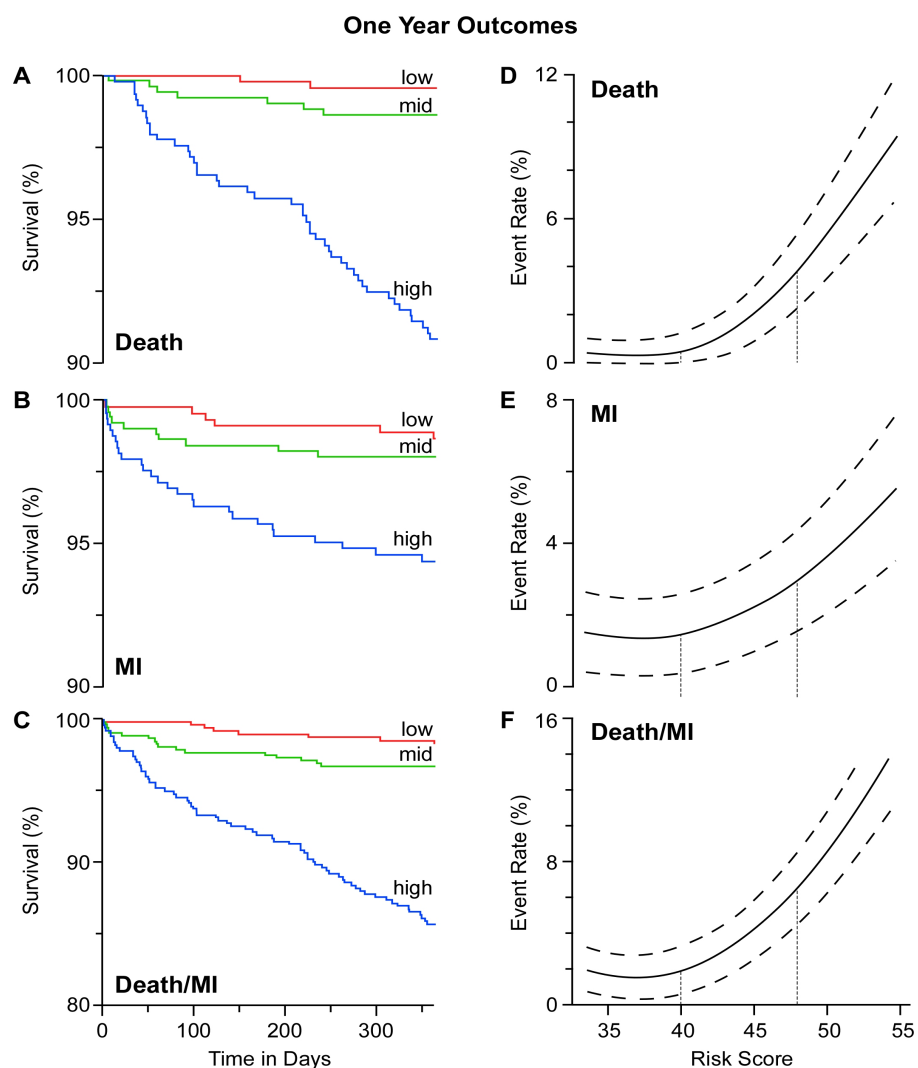 One Year Outcomes
A
100
95
90
Survival (%)
low
mid
high
Death
B
100
95
90
Survival (%)
low
mid
high
MI
C
100
90
80
Survival (%)
low
mid
high
Death/MI
0 100 200 300
Time in Days
D
Death
12
6
0
Event Rate (%)
E
MI
8
4
0
Event Rate (%)
F
Death/MI
16
8
0
Event Rate (%)
35 40 45 50 55
Risk Score